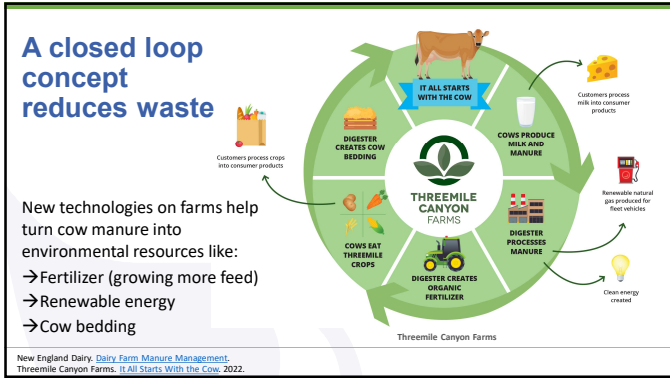 A closed loop
concept
reduces waste
New technologies on farms help
turn cow manure into
environmental resources like:
→Fertilizer (growing more feed)
→Renewable energy
→Cow bedding
IT ALL STARTS
WITH THE COW
COWS PRODUCE
MILK AND
MANURE
Customers process
milk into consumer
products
DIGESTER
PROCESSES
MANURE
Renewable natural
gas produced for
fleet vehicles
Clean energy
created
DIGESTER CREATES
ORGANIC
FERTILIZER
COWS EAT
THREEMILE
CROPS
Customers process crops
into consumer products
DIGESTER
CREATES COW
BEDDING
THREEMILE
CANYON
FARMS
Threemile Canyon Farms
New England Dairy. Dairy Farm Manure Management.
Threemile Canyon Farms. It All Starts With the Cow. 2022.